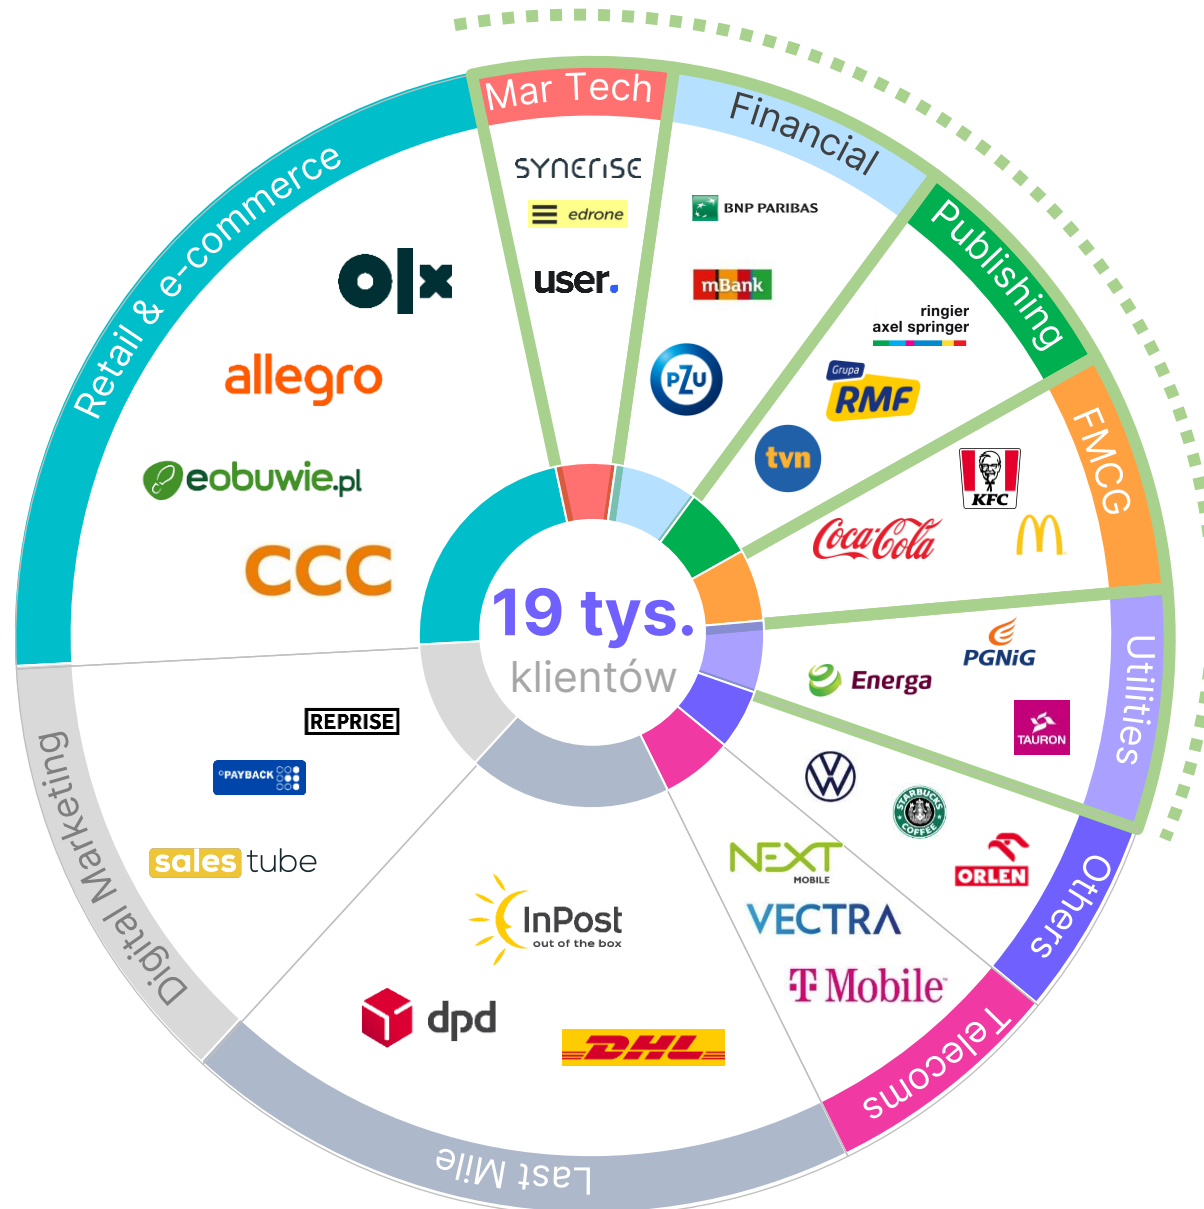 Mar Tech
SYNERISE
edrone
user.
Financial
BNP PARIBAS
mBank
PZU
Publishing
ringier
axel springer
Grupa
RMF
tvn
FMCG
KFC
Coca-Cola
Utilities
PGNiG
Energa
TAURON
Others
STARBUCKS
COFFEE
ORLEN
Telecoms
NEXT
MOBILE
VECTRA
T Mobile
Last Mile
InPost
out of the box
dpd
DHL
Digital Marketing
REPRISE
PAYBACK
sales tube
Retail & e-commerce
olx
allegro
eobuwie.pl
CCC
19 tys.
klientów